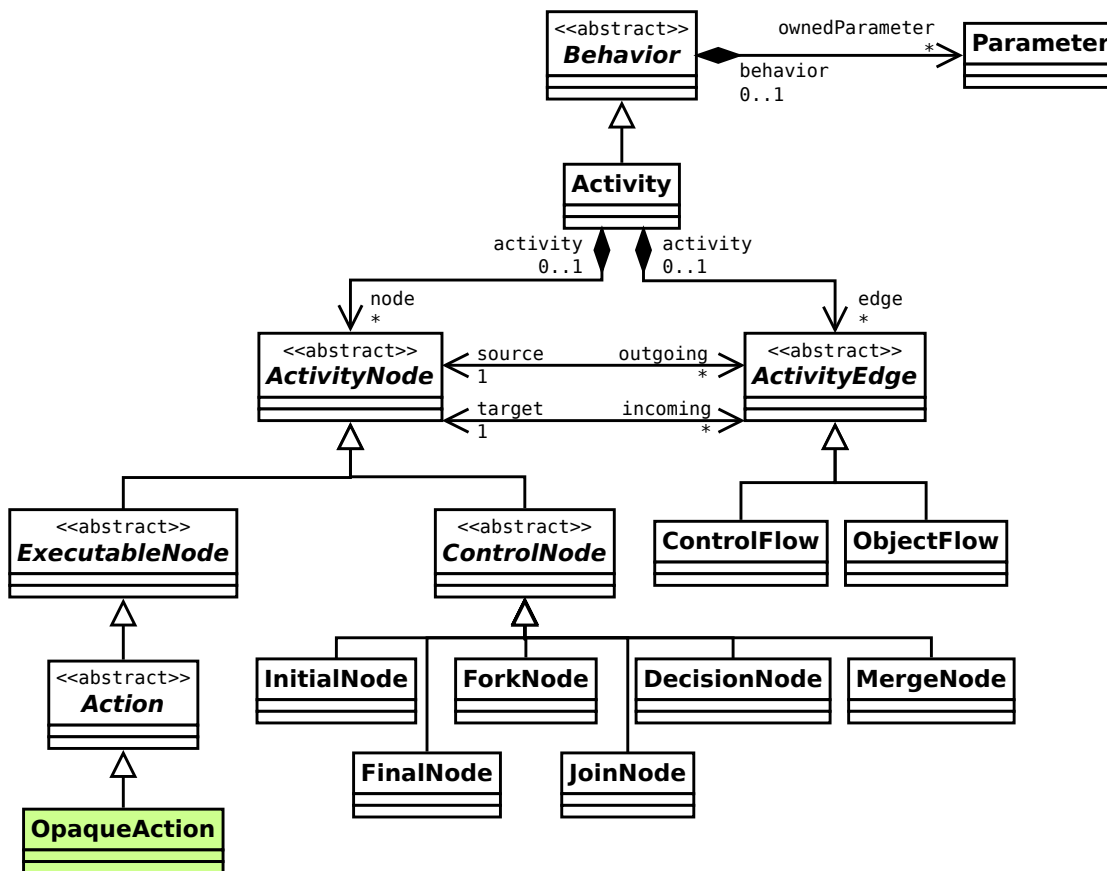 <<abstract>>
Behavior
ownedParameter
*
behavior
0..1
Parameter
Activity
activity
0..1
activity
0..1
node
*
edge
*
<<abstract>>
ActivityNode
source
1
outgoing
*
target
1
incoming
*
<<abstract>>
ActivityEdge
<<abstract>>
ExecutableNode
<<abstract>>
ControlNode
ControlFlow
ObjectFlow
<<abstract>>
Action
InitialNode
ForkNode
DecisionNode
MergeNode
FinalNode
JoinNode
OpaqueAction